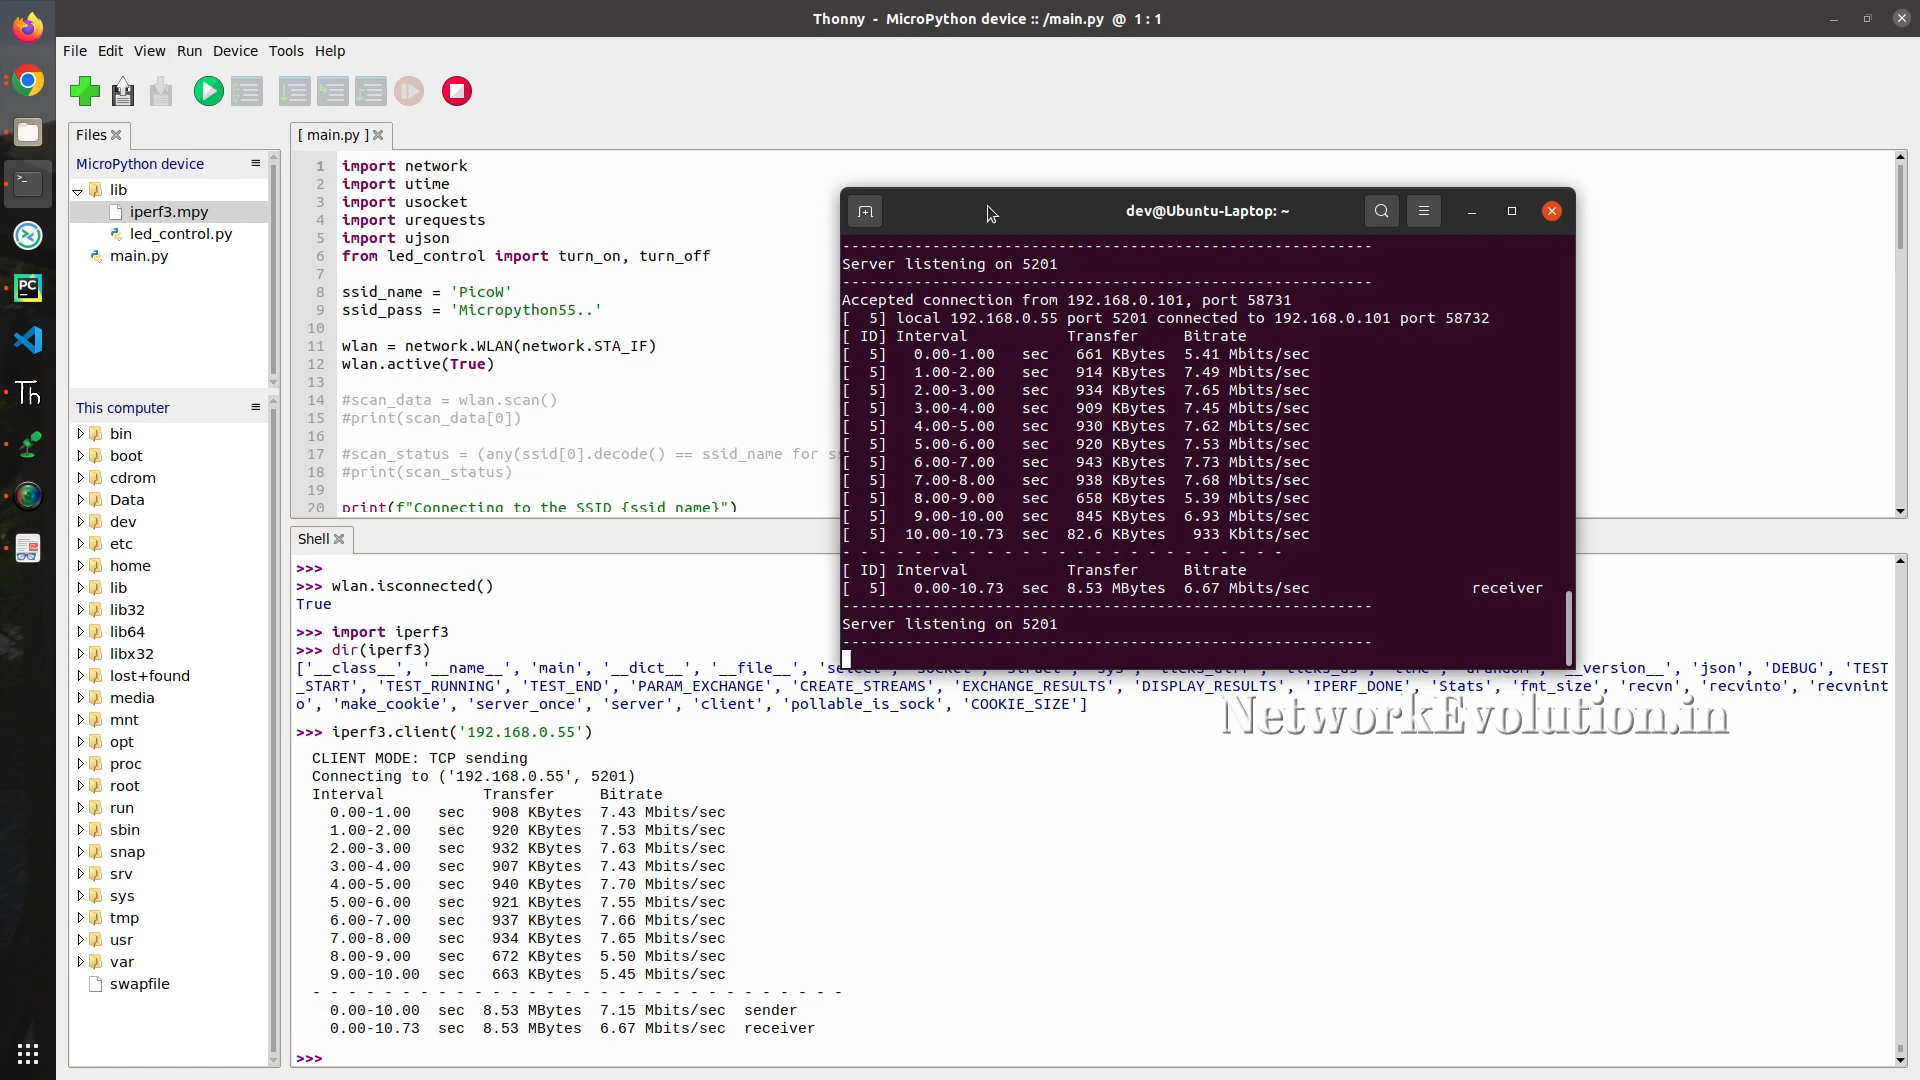 Thonny - MicroPython device :: /main.py @ 1 : 1
File Edit View Run Device Tools Help
Files
MicroPython device
lib
iperf3.mpy
led_control.py
main.py
This computer
bin
boot
cdrom
Data
dev
etc
home
lib
lib32
lib64
libx32
lost+found
media
mnt
opt
proc
root
run
sbin
snap
srv
sys
tmp
usr
var
swapfile
[ main.py ]
1 import network
2 import utime
3 import usocket
4 import urequests
5 import ujson
6 from led_control import turn_on, turn_off
7
8 ssid_name = 'PicoW'
9 ssid_pass = 'Micropython55..'
10
11 wlan = network.WLAN(network.STA_IF)
12 wlan.active(True)
13
14 #scan_data = wlan.scan()
15 #print(scan_data[0])
16
17 #scan_status = (any(ssid[0].decode() == ssid_name for s
18 #print(scan_status)
19
20 print(f"Connecting to the SSID {ssid_name}")
dev@Ubuntu-Laptop: ~
-----------------------------------------------------------
Server listening on 5201
-----------------------------------------------------------
Accepted connection from 192.168.0.101, port 58731
[  5] local 192.168.0.55 port 5201 connected to 192.168.0.101 port 58732
[ ID] Interval           Transfer     Bitrate
[  5]   0.00-1.00   sec   661 KBytes  5.41 Mbits/sec
[  5]   1.00-2.00   sec   914 KBytes  7.49 Mbits/sec
[  5]   2.00-3.00   sec   934 KBytes  7.65 Mbits/sec
[  5]   3.00-4.00   sec   909 KBytes  7.45 Mbits/sec
[  5]   4.00-5.00   sec   930 KBytes  7.62 Mbits/sec
[  5]   5.00-6.00   sec   920 KBytes  7.53 Mbits/sec
[  5]   6.00-7.00   sec   943 KBytes  7.73 Mbits/sec
[  5]   7.00-8.00   sec   938 KBytes  7.68 Mbits/sec
[  5]   8.00-9.00   sec   658 KBytes  5.39 Mbits/sec
[  5]   9.00-10.00  sec   845 KBytes  6.93 Mbits/sec
[  5]  10.00-10.73  sec  82.6 KBytes   933 Kbits/sec
- - - - - - - - - - - - - - - - - - - - - - - - -
[ ID] Interval           Transfer     Bitrate
[  5]   0.00-10.73  sec  8.53 MBytes  6.67 Mbits/sec                  receiver
-----------------------------------------------------------
Server listening on 5201
-----------------------------------------------------------
Shell
>>>
>>> wlan.isconnected()
True
>>> import iperf3
>>> dir(iperf3)
['__class__', '__name__', 'main', '__dict__', '__file__', __version__', 'json', 'DEBUG', 'TEST
_START', 'TEST_RUNNING', 'TEST_END', 'PARAM_EXCHANGE', 'CREATE_STREAMS', 'EXCHANGE_RESULTS', 'DISPLAY_RESULTS', 'IPERF_DONE', 'Stats', 'fmt_size', 'recvn', 'recvinto', 'recvnint
o', 'make_cookie', 'server_once', 'server', 'client', 'pollable_is_sock', 'COOKIE_SIZE']
NetworkEvolution.in
>>> iperf3.client('192.168.0.55')
CLIENT MODE: TCP sending
Connecting to ('192.168.0.55', 5201)
Interval           Transfer     Bitrate
0.00-1.00   sec   908 KBytes  7.43 Mbits/sec
1.00-2.00   sec   920 KBytes  7.53 Mbits/sec
2.00-3.00   sec   932 KBytes  7.63 Mbits/sec
3.00-4.00   sec   907 KBytes  7.43 Mbits/sec
4.00-5.00   sec   940 KBytes  7.70 Mbits/sec
5.00-6.00   sec   921 KBytes  7.55 Mbits/sec
6.00-7.00   sec   937 KBytes  7.66 Mbits/sec
7.00-8.00   sec   934 KBytes  7.65 Mbits/sec
8.00-9.00   sec   672 KBytes  5.50 Mbits/sec
9.00-10.00  sec   663 KBytes  5.45 Mbits/sec
- - - - - - - - - - - - - - - - - - - - - - - - - - - - - -
0.00-10.00  sec  8.53 MBytes  7.15 Mbits/sec  sender
0.00-10.73  sec  8.53 MBytes  6.67 Mbits/sec  receiver
>>>